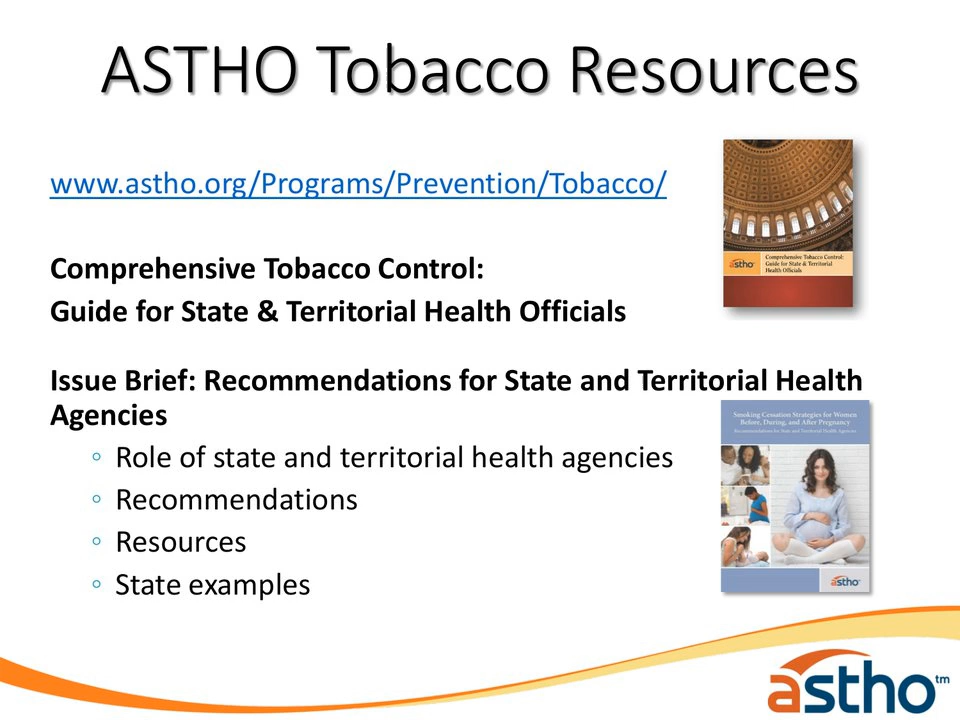 ASTHO Tobacco Resources
www.astho.org/Programs/Prevention/Tobacco/
astho
Comprehensive Tobacco Control:
Guide for State & Territorial
Health Officials
Comprehensive Tobacco Control:
Guide for State & Territorial Health Officials
Issue Brief: Recommendations for State and Territorial Health
Agencies
Smoking Cessation Strategies for Women
Before, During, and After Pregnancy
Recommendations for State and Territorial Health Agencies
◦ Role of state and territorial health agencies
◦ Recommendations
◦ Resources
◦ State examples
astho
astho™